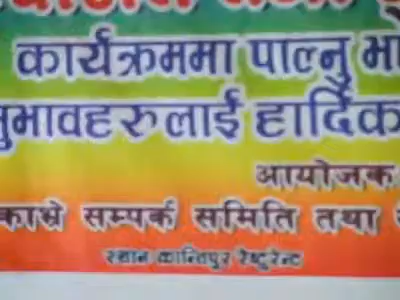 कार्यक्रममा पाल्नु
नुभावहरुलाई हार्दिक
आयोजक
काभ्रे सम्पर्क समिति तथा
स्थान कान्तिपुर रेष्टुरेन्ट